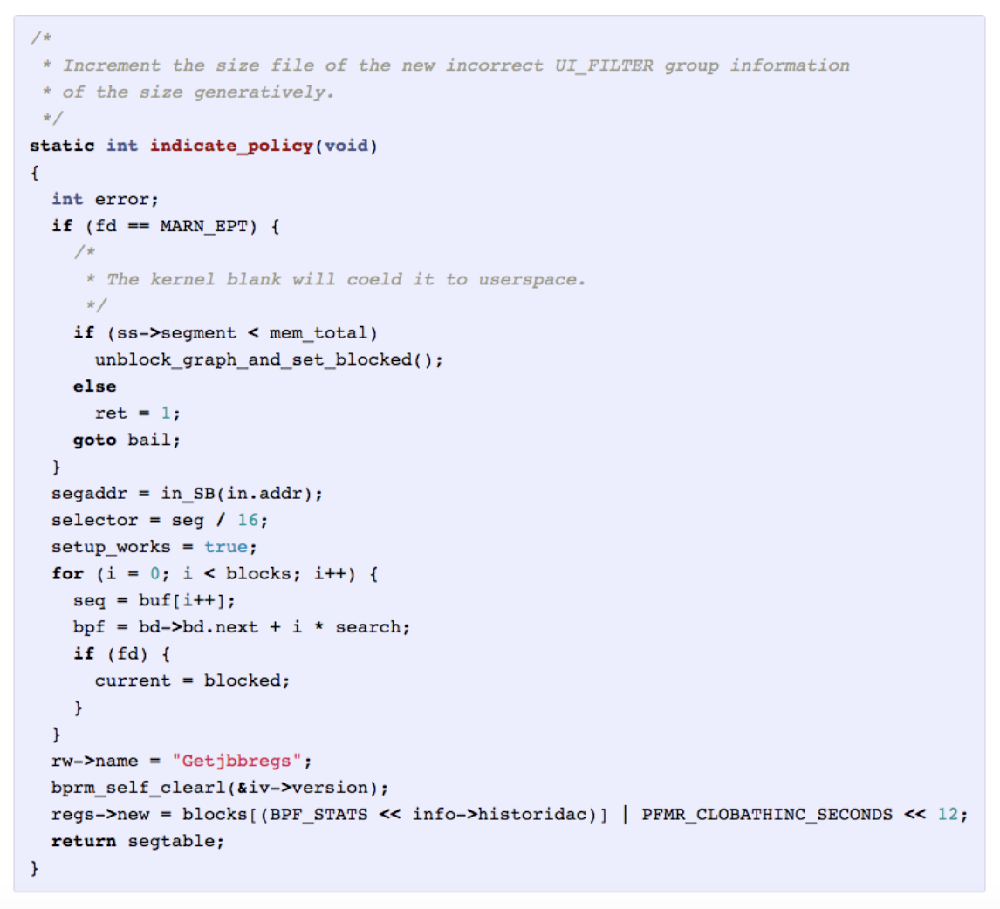 /*
 * Increment the size file of the new incorrect UI_FILTER group information
 * of the size generatively.
 */
static int indicate_policy(void)
{
  int error;
  if (fd == MARN_EPT) {
    /*
     * The kernel blank will coeld it to userspace.
     */
    if (ss->segment < mem_total)
      unblock_graph_and_set_blocked();
    else
      ret = 1;
    goto bail;
  }
  segaddr = in_SB(in.addr);
  selector = seg / 16;
  setup_works = true;
  for (i = 0; i < blocks; i++) {
    seq = buf[i++];
    bpf = bd->bd.next + i * search;
    if (fd) {
      current = blocked;
    }
  }
  rw->name = "Getjbbregs";
  bprm_self_clearl(&iv->version);
  regs->new = blocks[(BPF_STATS << info->historidac)] | PFMR_CLOBATHINC_SECONDS << 12;
  return segtable;
}